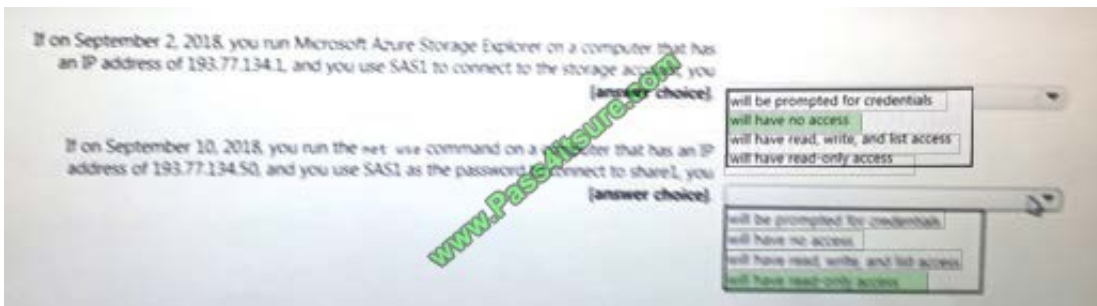 If on September 2, 2018, you run Microsoft Azure Storage Explorer on a computer that has
an IP address of 193.77.134.1, and you use SAS1 to connect to the storage account, you
[answer choice].
will be prompted for credentials
will have no access
will have read, write, and list access
will have read-only access
If on September 10, 2018, you run the net use command on a computer that has an IP
address of 193.77.134.50, and you use SAS1 as the password to connect to share1, you
[answer choice].
will be prompted for credentials
will have no access
will have read, write, and list access
will have read-only access
www.Pass4itsure.com